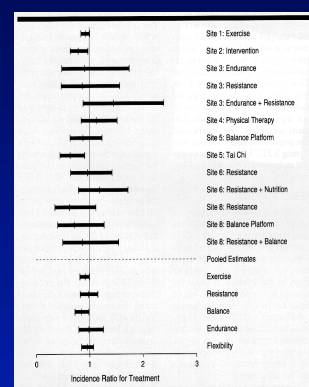 Site 1: Exercise
Site 2: Intervention
Site 3: Endurance
Site 3: Resistance
Site 3: Endurance + Resistance
Site 4: Physical Therapy
Site 5: Balance Platform
Site 5: Tai Chi
Site 6: Resistance
Site 6: Resistance + Nutrition
Site 8: Resistance
Site 8: Balance Platform
Site 8: Resistance + Balance
Pooled Estimates
Exercise
Resistance
Balance
Endurance
Flexibility
0 1 2 3
Incidence Ratio for Treatment